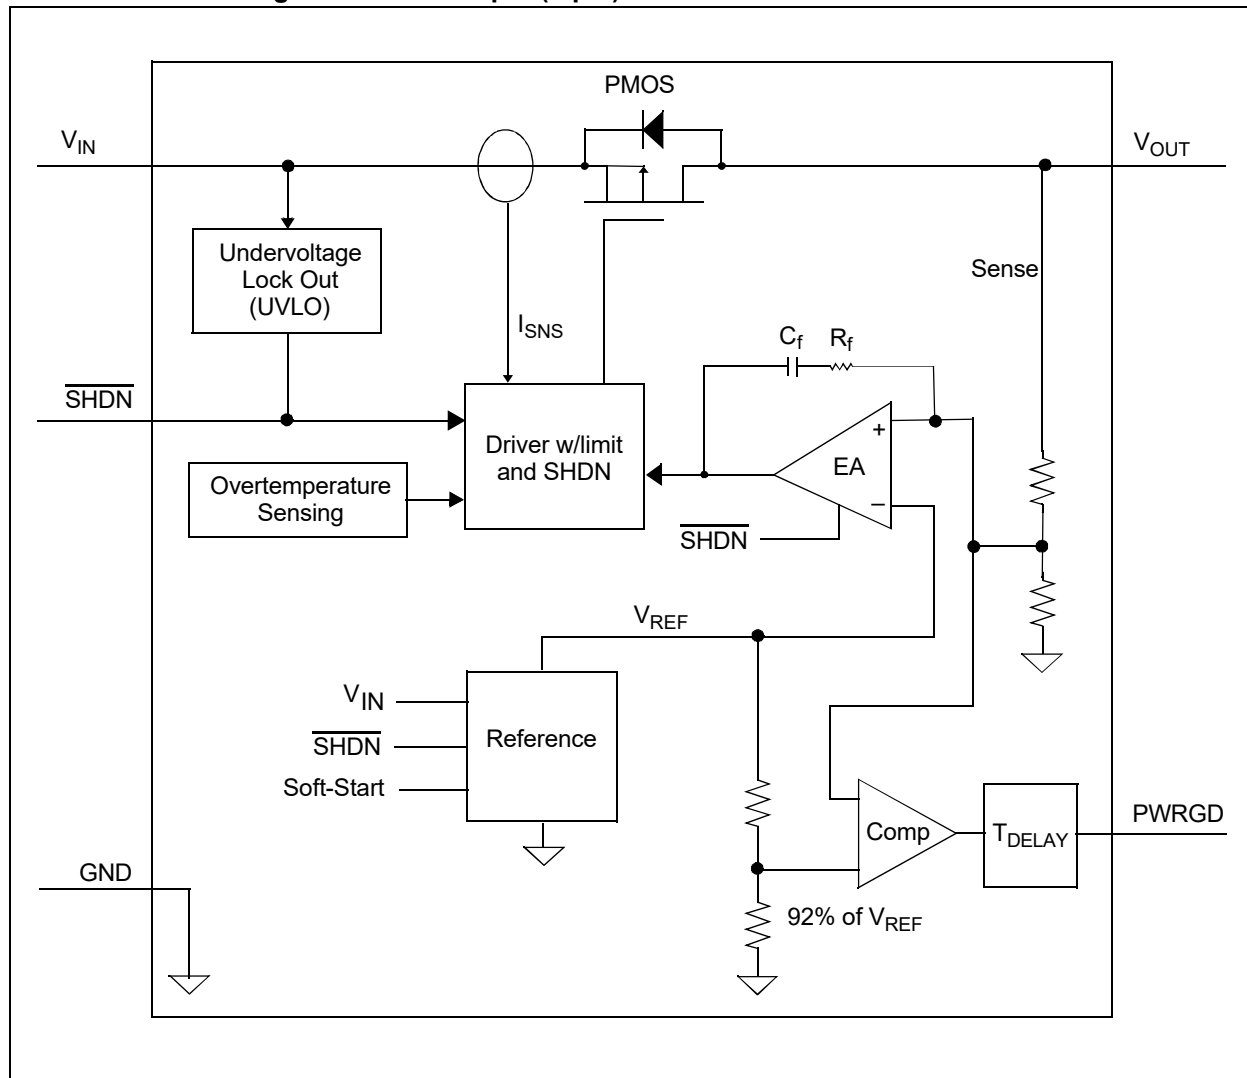 PMOS
V_IN
V_OUT
Undervoltage
Lock Out
(UVLO)
Sense
I_SNS
C_f
R_f
SHDN
Driver w/limit
and SHDN
+
EA
−
Overtemperature
Sensing
SHDN
V_REF
V_IN
SHDN
Soft-Start
Reference
Comp
T_DELAY
PWRGD
GND
92% of V_REF